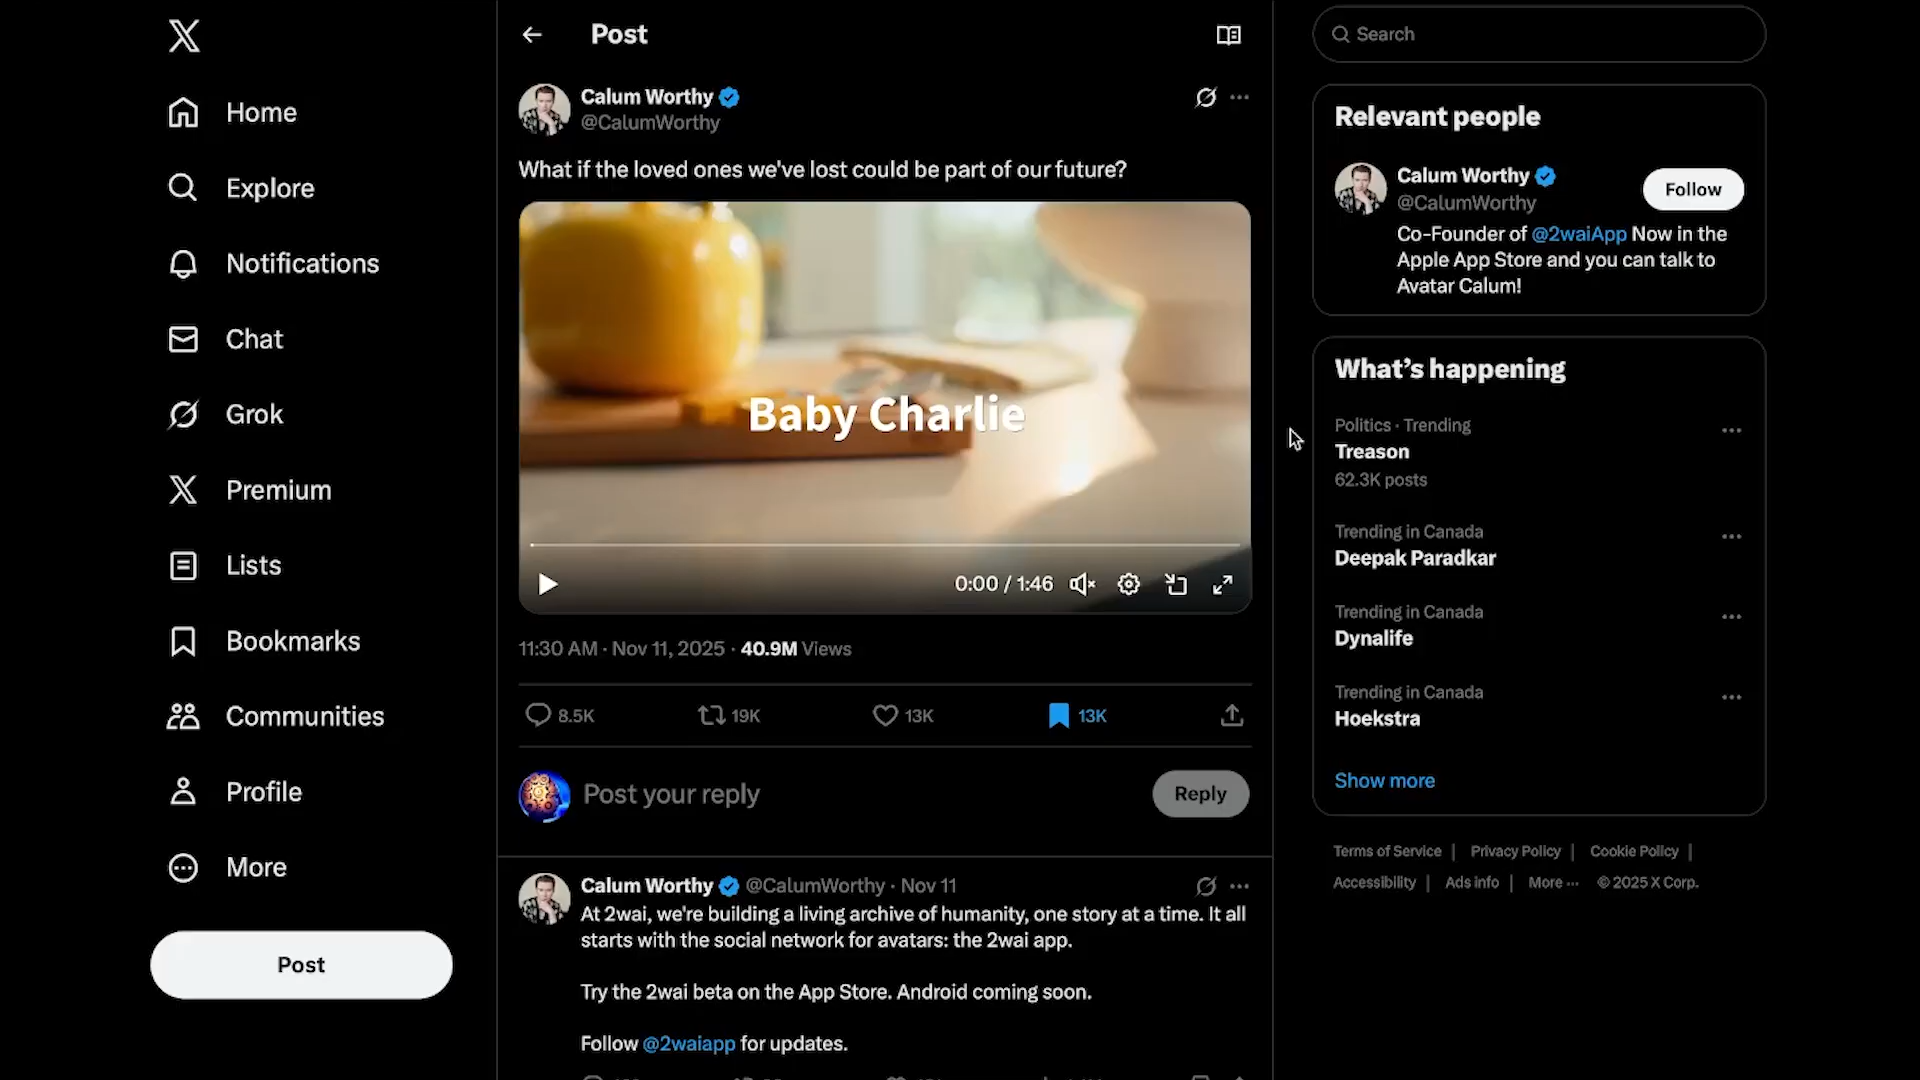 Home
Explore
Notifications
Chat
Grok
Premium
Lists
Bookmarks
Communities
Profile
More
Post
Post
Calum Worthy
@CalumWorthy
What if the loved ones we've lost could be part of our future?
Baby Charlie
0:00 / 1:46
11:30 AM · Nov 11, 2025 · 40.9M Views
8.5K 19K 13K 13K
Post your reply
Reply
Calum Worthy @CalumWorthy · Nov 11
At 2wai, we're building a living archive of humanity, one story at a time. It all
starts with the social network for avatars: the 2wai app.
Try the 2wai beta on the App Store. Android coming soon.
Follow @2waiapp for updates.
Search
Relevant people
Calum Worthy
@CalumWorthy
Follow
Co-Founder of @2waiApp Now in the
Apple App Store and you can talk to
Avatar Calum!
What's happening
Politics · Trending
Treason
62.3K posts
Trending in Canada
Deepak Paradkar
Trending in Canada
Dynalife
Trending in Canada
Hoekstra
Show more
Terms of Service | Privacy Policy | Cookie Policy |
Accessibility | Ads info | More ··· © 2025 X Corp.